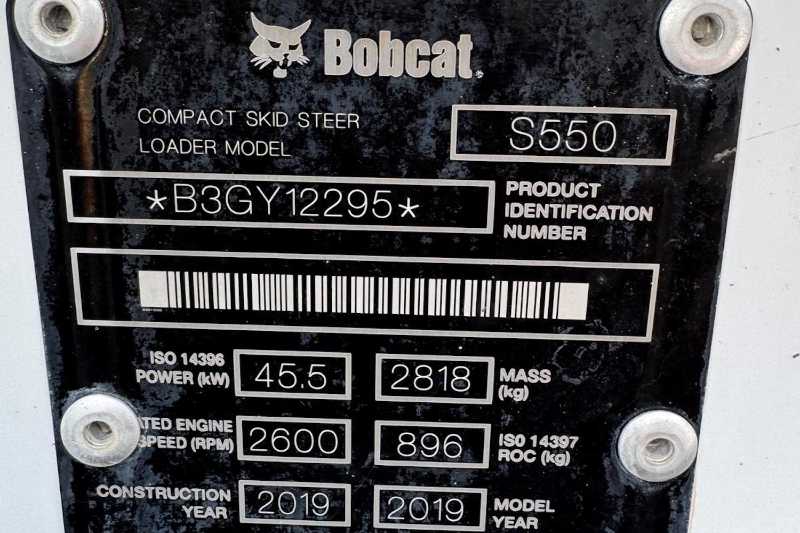 Bobcat
COMPACT SKID STEER
LOADER MODEL
S550
*B3GY12295*
PRODUCT
IDENTIFICATION
NUMBER
ISO 14396
POWER (kW)
45.5
2818
MASS
(kg)
ATED ENGINE
SPEED (RPM)
2600
896
ISO 14397
ROC (kg)
CONSTRUCTION
YEAR
2019
2019
MODEL
YEAR